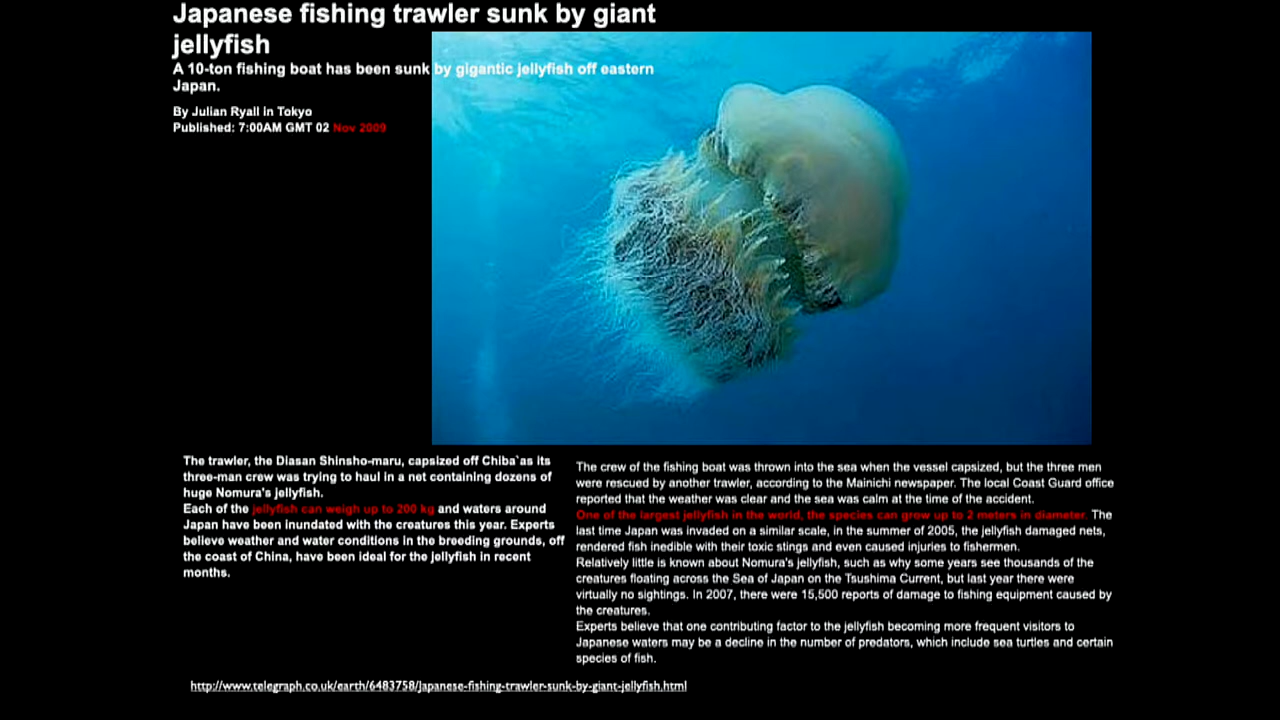 Japanese fishing trawler sunk by giant
jellyfish
A 10-ton fishing boat has been sunk by gigantic jellyfish off eastern
Japan.
By Julian Ryall in Tokyo
Published: 7:00AM GMT 02 Nov 2009
The trawler, the Diasan Shinsho-maru, capsized off Chiba`as its
three-man crew was trying to haul in a net containing dozens of
huge Nomura's jellyfish.
Each of the jellyfish can weigh up to 200 kg and waters around
Japan have been inundated with the creatures this year. Experts
believe weather and water conditions in the breeding grounds, off
the coast of China, have been ideal for the jellyfish in recent
months.
The crew of the fishing boat was thrown into the sea when the vessel capsized, but the three men
were rescued by another trawler, according to the Mainichi newspaper. The local Coast Guard office
reported that the weather was clear and the sea was calm at the time of the accident.
One of the largest jellyfish in the world, the species can grow up to 2 meters in diameter. The
last time Japan was invaded on a similar scale, in the summer of 2005, the jellyfish damaged nets,
rendered fish inedible with their toxic stings and even caused injuries to fishermen.
Relatively little is known about Nomura's jellyfish, such as why some years see thousands of the
creatures floating across the Sea of Japan on the Tsushima Current, but last year there were
virtually no sightings. In 2007, there were 15,500 reports of damage to fishing equipment caused by
the creatures.
Experts believe that one contributing factor to the jellyfish becoming more frequent visitors to
Japanese waters may be a decline in the number of predators, which include sea turtles and certain
species of fish.
http://www.telegraph.co.uk/earth/6483758/Japanese-fishing-trawler-sunk-by-giant-jellyfish.html